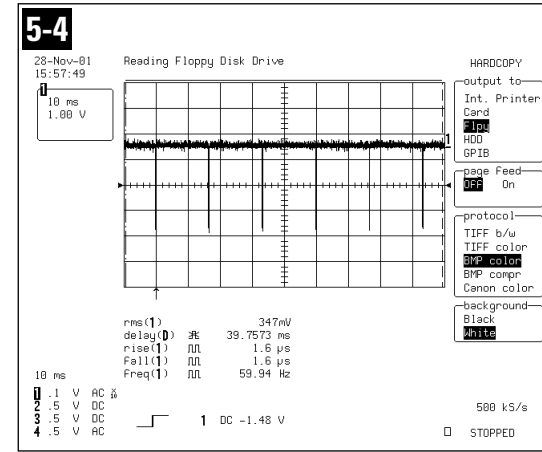 5-4
28-Nov-01
15:57:49
Reading Floppy Disk Drive
1
10 ms
1.00 V
1
HARDCOPY
output to
Int. Printer
Card
Flpy
HDD
GPIB
page Feed
Off On
protocol
TIFF b/w
TIFF color
BMP color
BMP compr
Canon color
background
Black
White
rms(1) 347mV
delay(D) 39.7573 ms
rise(1) 1.6 µs
fall(1) 1.6 µs
freq(1) 59.94 Hz
10 ms
1 .1 V AC X10
2 .5 V DC
3 .5 V DC
4 .5 V AC
1 DC -1.48 V
500 kS/s
STOPPED